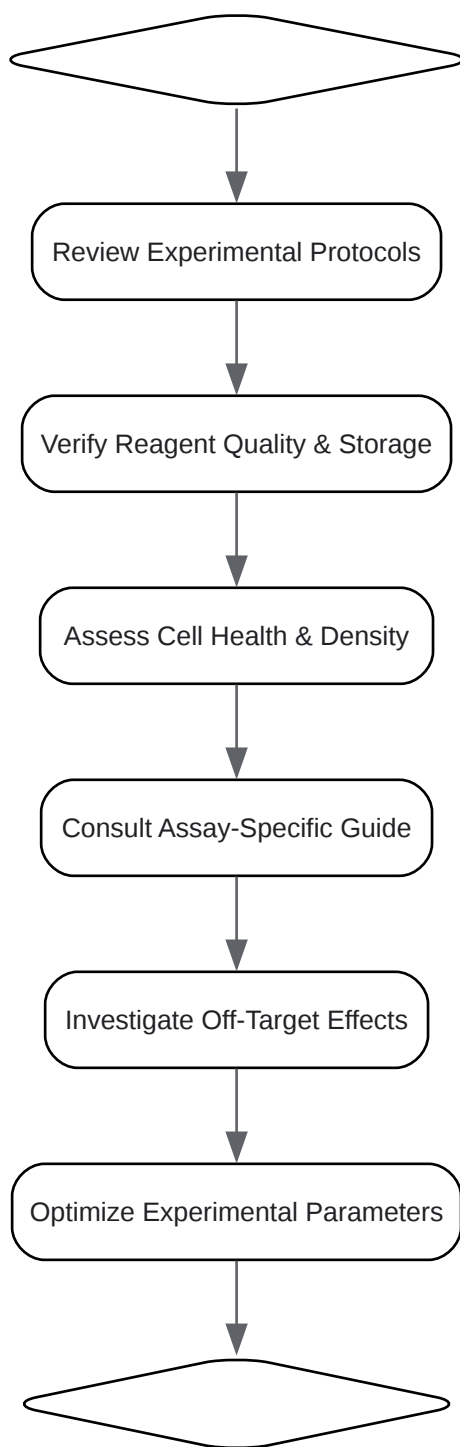 Review Experimental Protocols
Verify Reagent Quality & Storage
Assess Cell Health & Density
Consult Assay-Specific Guide
Investigate Off-Target Effects
Optimize Experimental Parameters